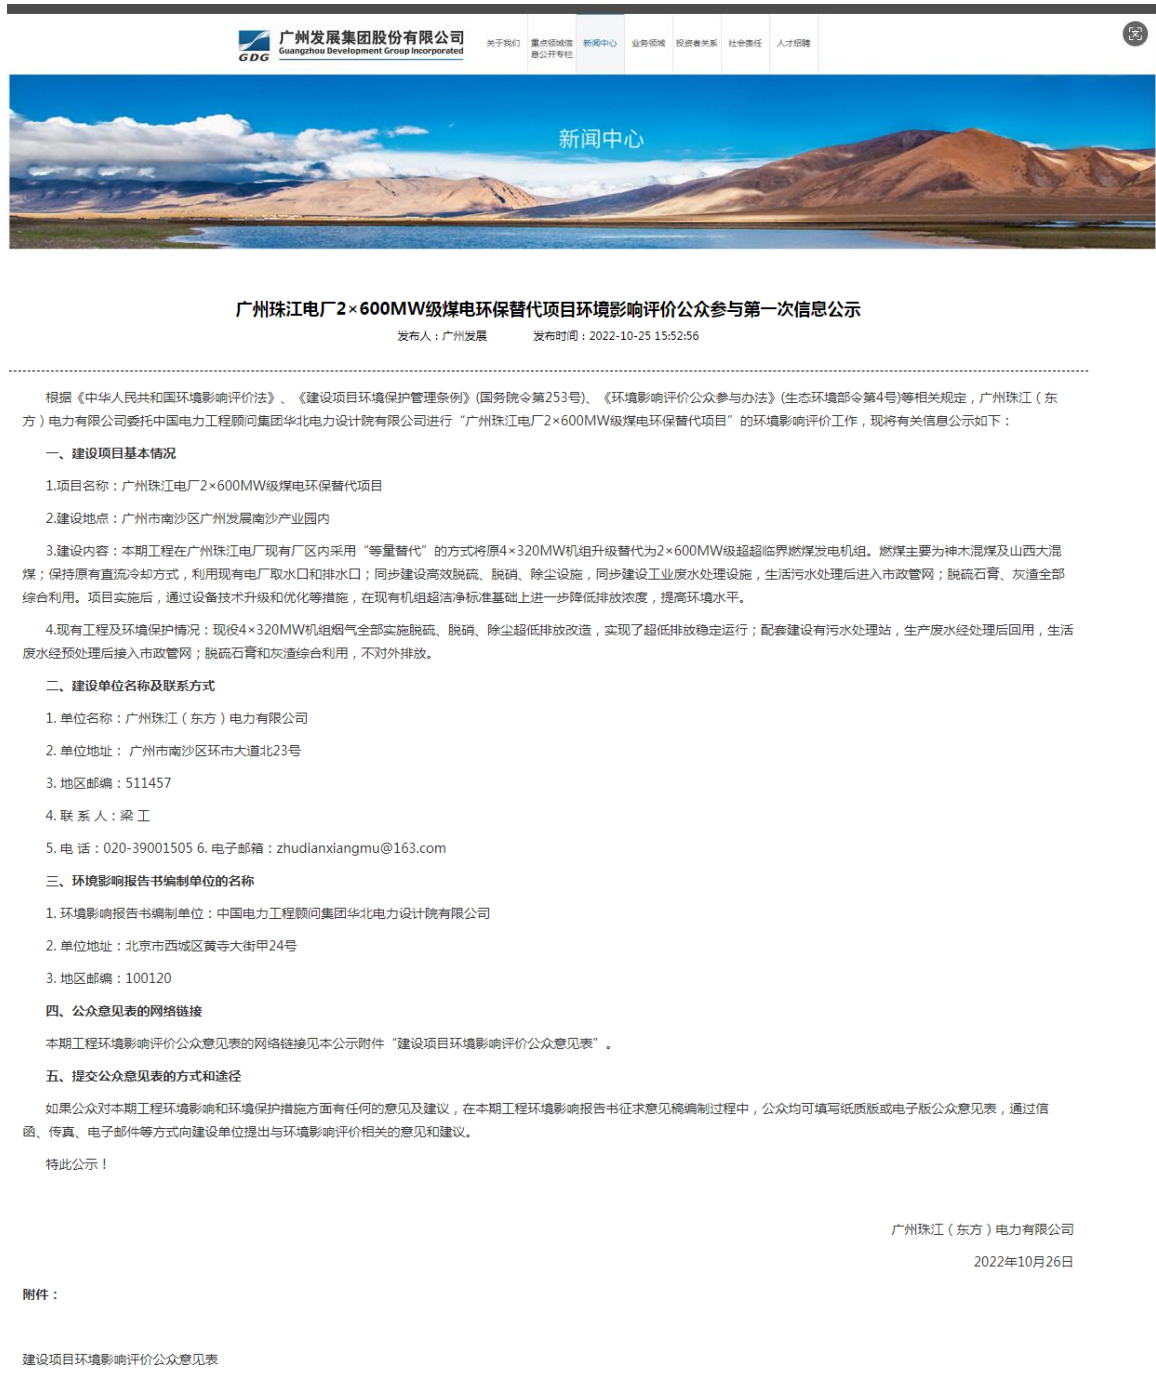 广州发展集团股份有限公司
Guangzhou Development Group Incorporated
GDG
关于我们
重点领域信
息公开专栏
新闻中心
业务领域
投资者关系
社会责任
人才招聘
新闻中心
广州珠江电厂2×600MW级煤电环保替代项目环境影响评价公众参与第一次信息公示
发布人：广州发展 发布时间：2022-10-25 15:52:56
根据《中华人民共和国环境影响评价法》、《建设项目环境保护管理条例》(国务院令第253号)、《环境影响评价公众参与办法》(生态环境部令第4号)等相关规定，广州珠江（东
方）电力有限公司委托中国电力工程顾问集团华北电力设计院有限公司进行“广州珠江电厂2×600MW级煤电环保替代项目”的环境影响评价工作，现将有关信息公示如下：
一、建设项目基本情况
1.项目名称：广州珠江电厂2×600MW级煤电环保替代项目
2.建设地点：广州市南沙区广州发展南沙产业园内
3.建设内容：本期工程在广州珠江电厂现有厂区内采用“等量替代”的方式将原4×320MW机组升级替代为2×600MW级超超临界燃煤发电机组。燃煤主要为神木混煤及山西大混
煤；保持原有直流冷却方式，利用现有电厂取水口和排水口；同步建设高效脱硫、脱硝、除尘设施，同步建设工业废水处理设施，生活污水处理后进入市政管网；脱硫石膏、灰渣全部
综合利用。项目实施后，通过设备技术升级和优化等措施，在现有机组超洁净标准基础上进一步降低排放浓度，提高环境水平。
4.现有工程及环境保护情况：现役4×320MW机组烟气全部实施脱硫、脱硝、除尘超低排放改造，实现了超低排放稳定运行；配套建设有污水处理站，生产废水经处理后回用，生活
废水经预处理后接入市政管网；脱硫石膏和灰渣综合利用，不对外排放。
二、建设单位名称及联系方式
1. 单位名称：广州珠江（东方）电力有限公司
2. 单位地址： 广州市南沙区环市大道北23号
3. 地区邮编：511457
4. 联 系 人：梁 工
5. 电 话：020-39001505 6. 电子邮箱：zhudianxiangmu@163.com
三、环境影响报告书编制单位的名称
1. 环境影响报告书编制单位：中国电力工程顾问集团华北电力设计院有限公司
2. 单位地址：北京市西城区黄寺大街甲24号
3. 地区邮编：100120
四、公众意见表的网络链接
本期工程环境影响评价公众意见表的网络链接见本公示附件“建设项目环境影响评价公众意见表”。
五、提交公众意见表的方式和途径
如果公众对本期工程环境影响和环境保护措施方面有任何的意见及建议，在本期工程环境影响报告书征求意见稿编制过程中，公众均可填写纸质版或电子版公众意见表，通过信
函、传真、电子邮件等方式向建设单位提出与环境影响评价相关的意见和建议。
特此公示！
广州珠江（东方）电力有限公司
2022年10月26日
附件：
建设项目环境影响评价公众意见表